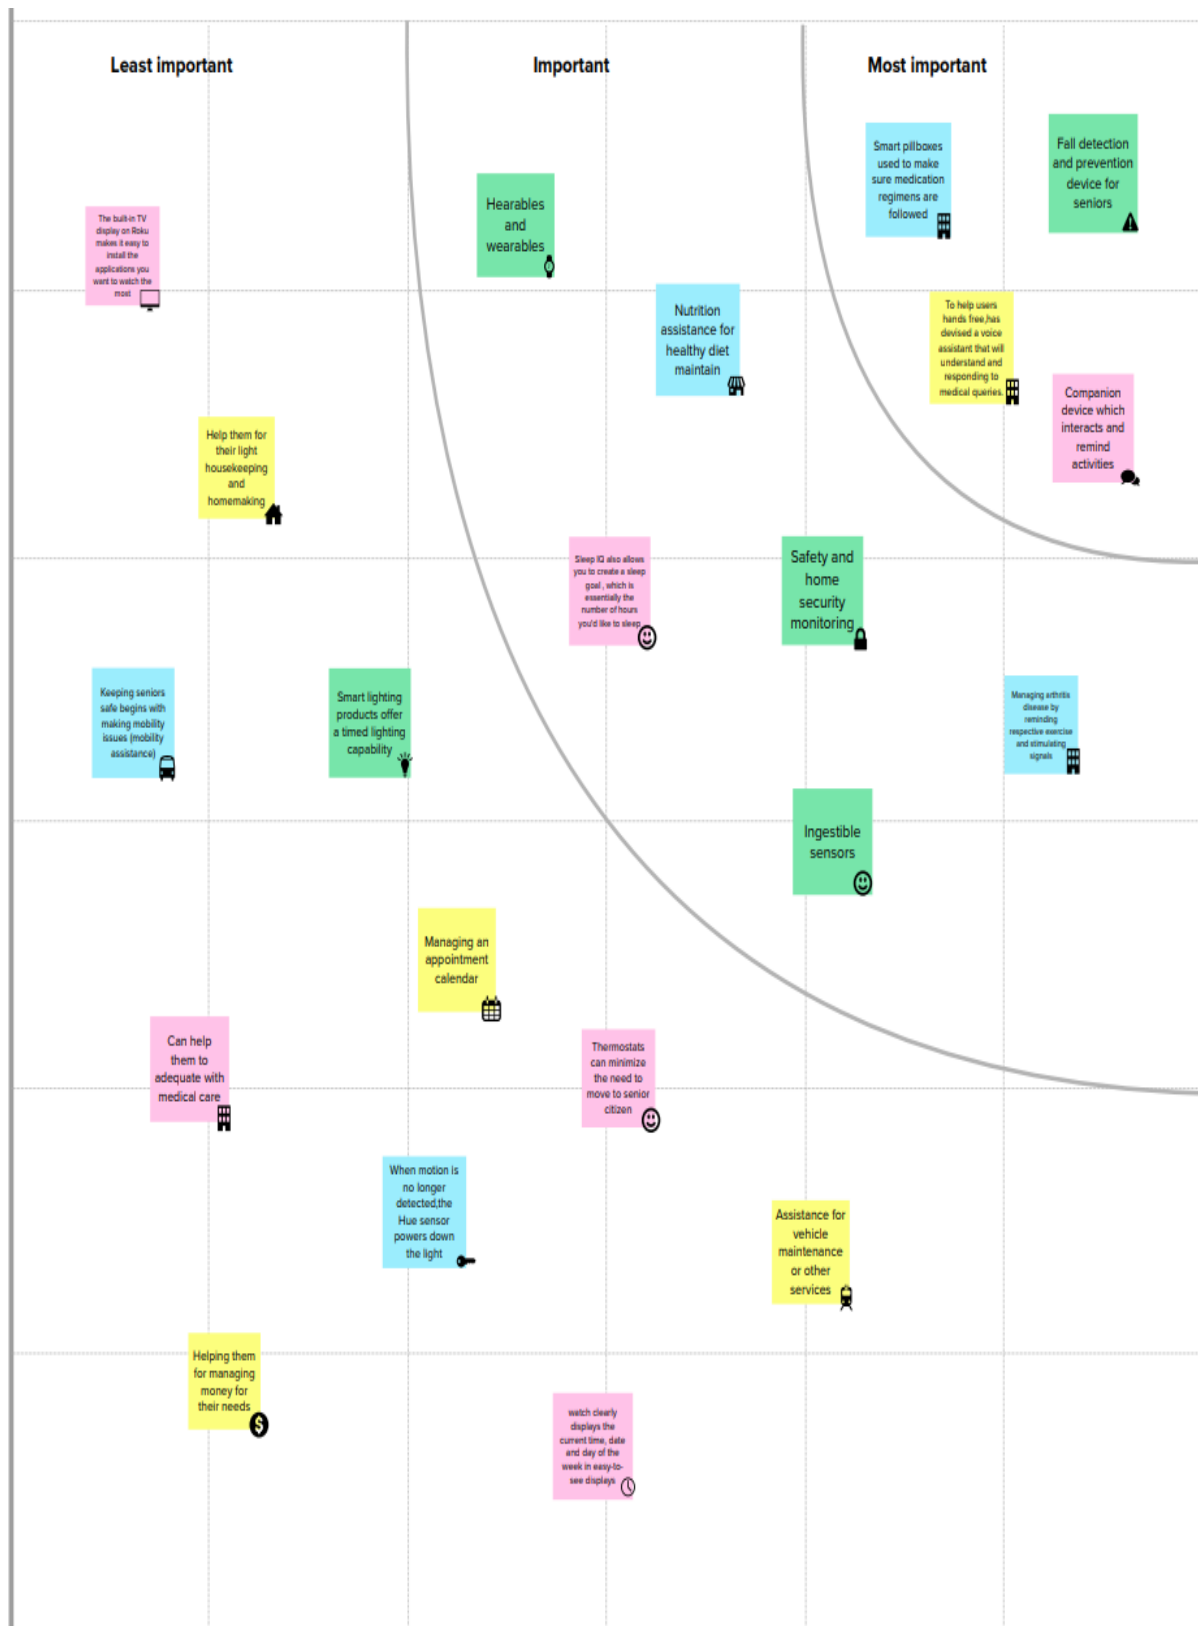 Least important
Important
Most important
Smart pillboxes
used to make
sure medication
regimens are
followed
Fall detection
and prevention
device for
seniors
Hearables
and
wearables
The built-in TV
display on Roku
makes it easy to
install the
applications you
want to watch the
most
Nutrition
assistance for
healthy diet
maintain
To help users
hands free,has
devised a voice
assistant that will
understand and
responding to
medical queries.
Companion
device which
interacts and
remind
activities
Help them for
their light
housekeeping
and
homemaking
Sleep IQ also allows
you to create a sleep
goal , which is
essentially the
number of hours
you'd like to sleep
Safety and
home
security
monitoring
Keeping seniors
safe begins with
making mobility
issues (mobility
assistance)
Smart lighting
products offer
a timed lighting
capability
Managing arthritis
disease by
reminding
respective exercise
and stimulating
signals
Ingestible
sensors
Managing an
appointment
calendar
Can help
them to
adequate with
medical care
Thermostats
can minimize
the need to
move to senior
citizen
When motion is
no longer
detected,the
Hue sensor
powers down
the light
Assistance for
vehicle
maintenance
or other
services
Helping them
for managing
money for
their needs
$
watch clearly
displays the
current time, date
and day of the
week in easy-to-
see displays